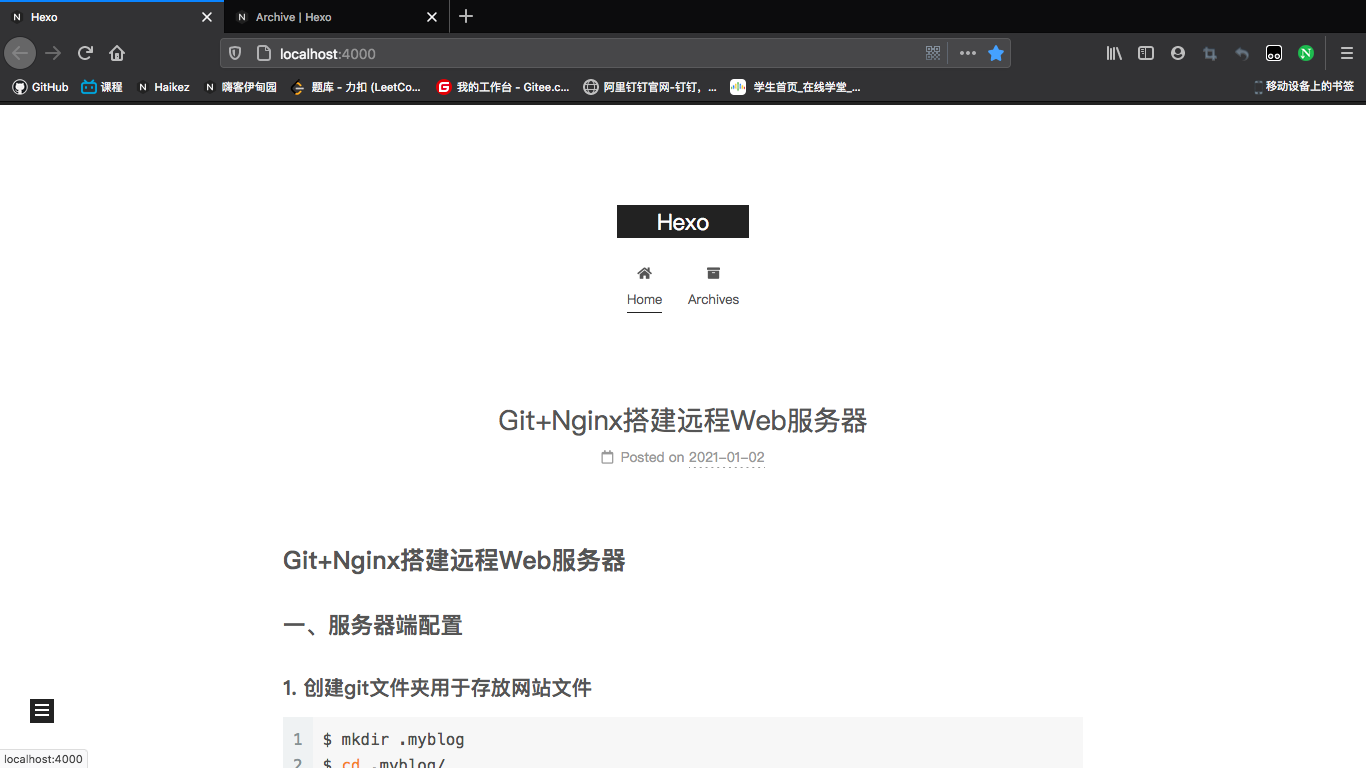 Hexo
Archive | Hexo
localhost:4000
GitHub 课程 Haikez 嗨客伊甸园 题库 - 力扣 (LeetCo... 我的工作台 - Gitee.c... 阿里钉钉官网-钉钉，... 学生首页_在线学堂_... 移动设备上的书签
Hexo
Home Archives
Git+Nginx搭建远程Web服务器
Posted on 2021-01-02
Git+Nginx搭建远程Web服务器
一、服务器端配置
1. 创建git文件夹用于存放网站文件
1 $ mkdir .myblog
2 $ cd .myblog/
localhost:4000